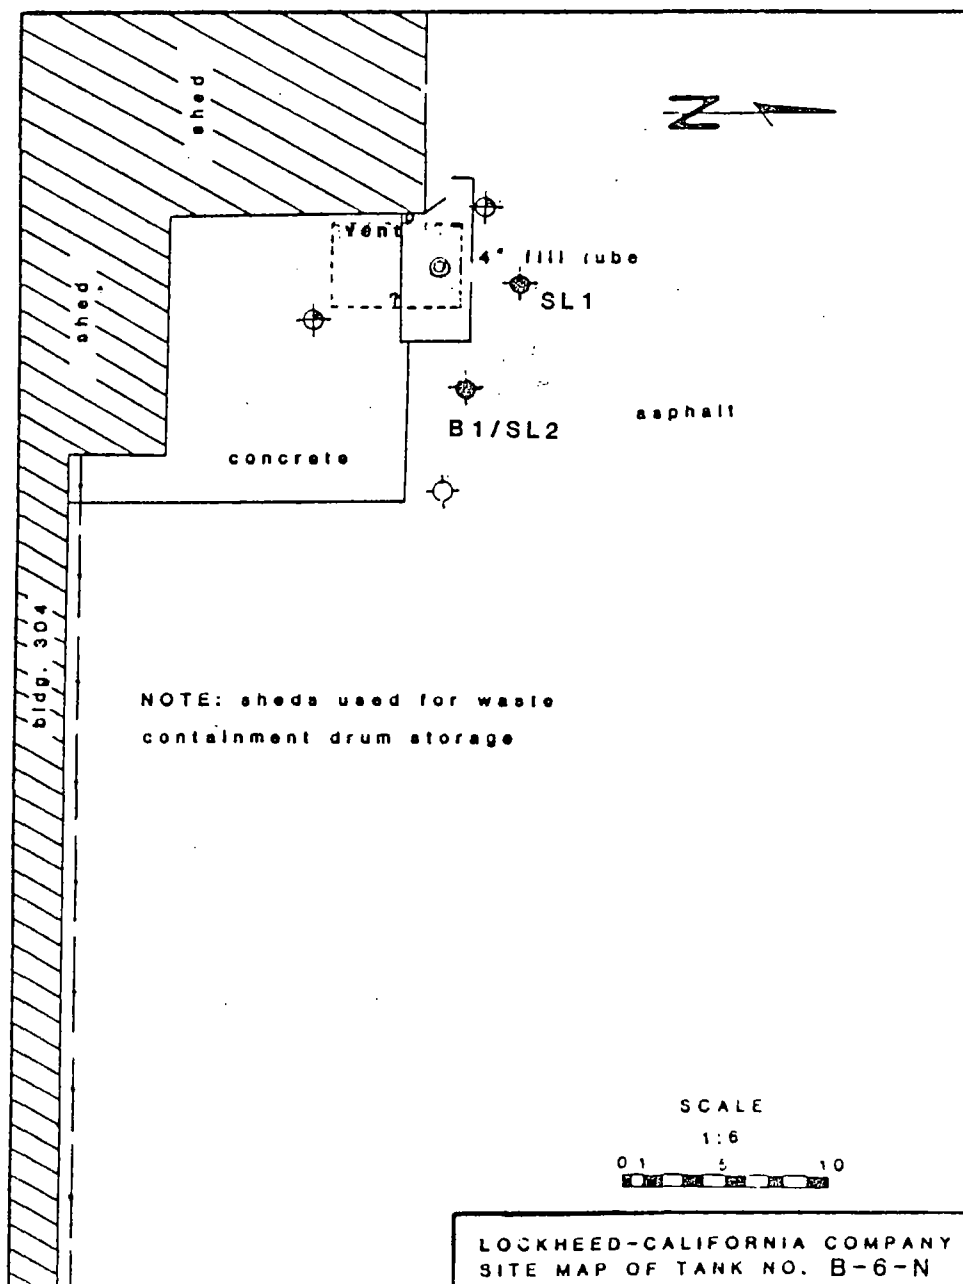 shed
N
vent
4" fill tube
?
SL1
shed
B1/SL2
asphalt
concrete
bldg. 304
NOTE: sheds used for waste
containment drum storage
SCALE
1:6
0 1 5 10
LOCKHEED-CALIFORNIA COMPANY
SITE MAP OF TANK NO. B-6-N